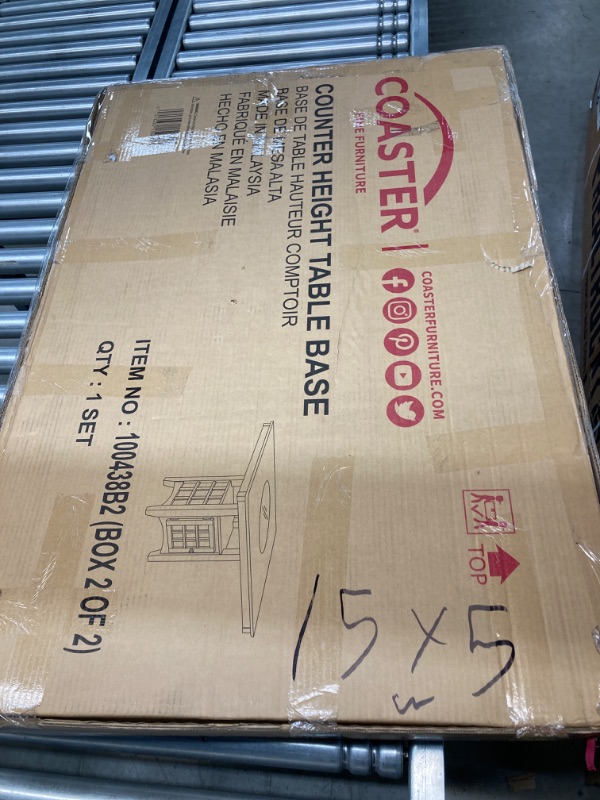 COASTER
FURNITURE
COASTERFURNITURE.COM
COUNTER HEIGHT TABLE BASE
BASE DE TABLE HAUTEUR COMPTOIR
BASE DE MESA ALTA
MADE IN MALAYSIA
FABRIQUÉ EN MALAISIE
HECHO EN MALASIA
TOP
ITEM NO : 100438B2 (BOX 2 OF 2)
QTY : 1 SET
15 x 5